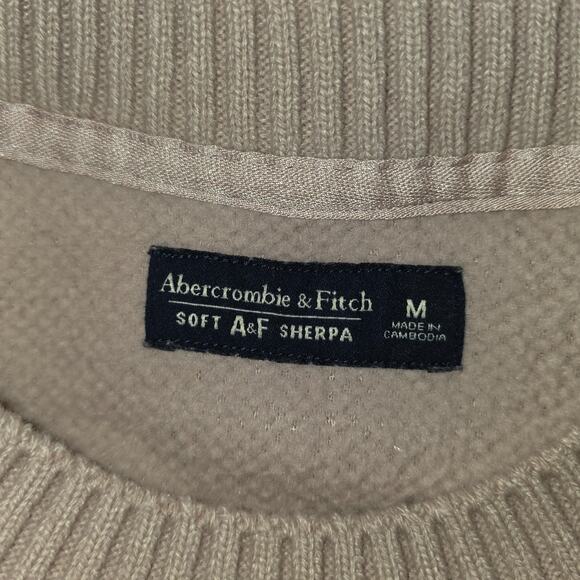 Abercrombie & Fitch
SOFT A&F SHERPA
M
MADE IN
CAMBODIA